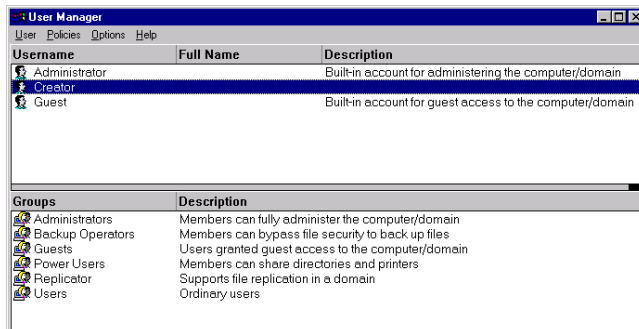 User Manager
User Policies Options Help
Username Full Name Description
Administrator Built-in account for administering the computer/domain
Creator
Guest Built-in account for guest access to the computer/domain
Groups Description
Administrators Members can fully administer the computer/domain
Backup Operators Members can bypass file security to back up files
Guests Users granted guest access to the computer/domain
Power Users Members can share directories and printers
Replicator Supports file replication in a domain
Users Ordinary users